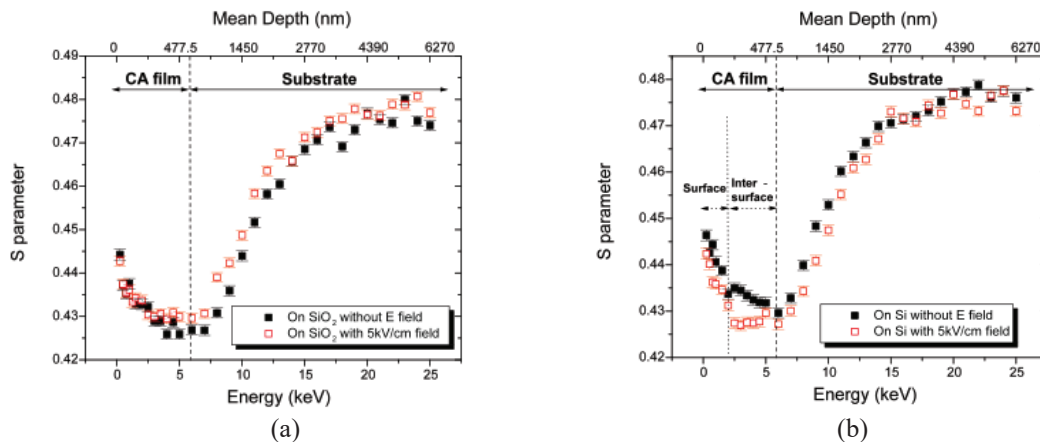 Mean Depth (nm)
0 477.5 1450 2770 4390 6270
0.49
CA film Substrate
0.48
0.47
0.46
0.45
0.44
0.43
0.42
S parameter
On SiO₂ without E field
On SiO₂ with 5kV/cm field
0 5 10 15 20 25
Energy (keV)
(a)
Mean Depth (nm)
0 477.5 1450 2770 4390 6270
CA film Substrate
0.48
0.47
0.46
0.45
0.44
0.43
0.42
S parameter
Surface Inter -
surface
On Si without E field
On Si with 5kV/cm field
0 5 10 15 20 25
Energy (keV)
(b)